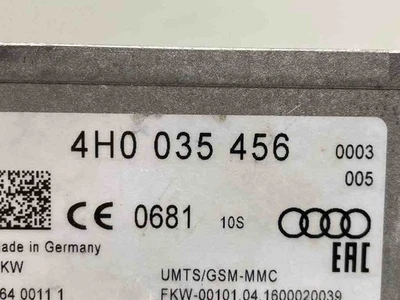 4H0 035 456 0003
005
CE 0681 10S
Made in Germany
EAC
KW UMTS/GSM-MMC
64 0011 1 FKW-00101.04.1600020039